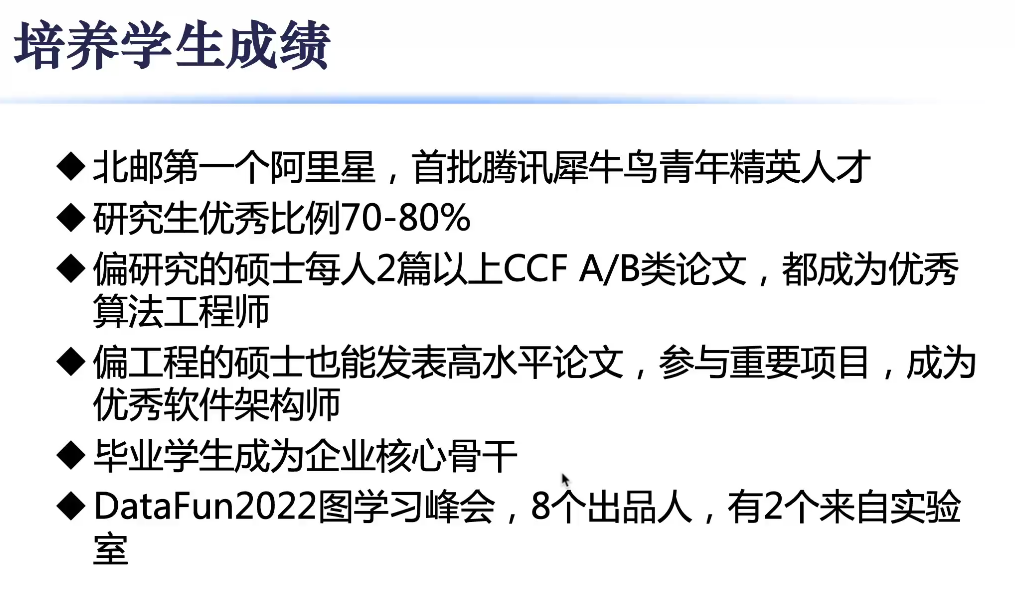 培养学生成绩
◆北邮第一个阿里星，首批腾讯犀牛鸟青年精英人才
◆研究生优秀比例70-80%
◆偏研究的硕士每人2篇以上CCF A/B类论文，都成为优秀
算法工程师
◆偏工程的硕士也能发表高水平论文，参与重要项目，成为
优秀软件架构师
◆毕业学生成为企业核心骨干
◆DataFun2022图学习峰会，8个出品人，有2个来自实验
室